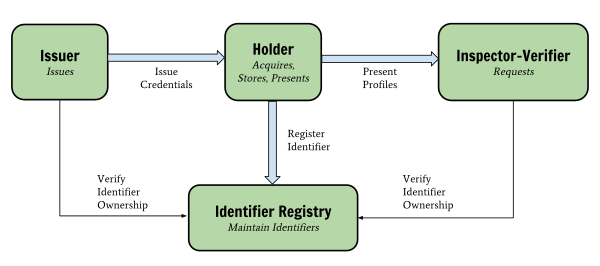 Issuer
Issues
Issue
Credentials
Holder
Acquires,
Stores, Presents
Present
Profiles
Inspector-Verifier
Requests
Register
Identifier
Verify
Identifier
Ownership
Verify
Identifier
Ownership
Identifier Registry
Maintain Identifiers